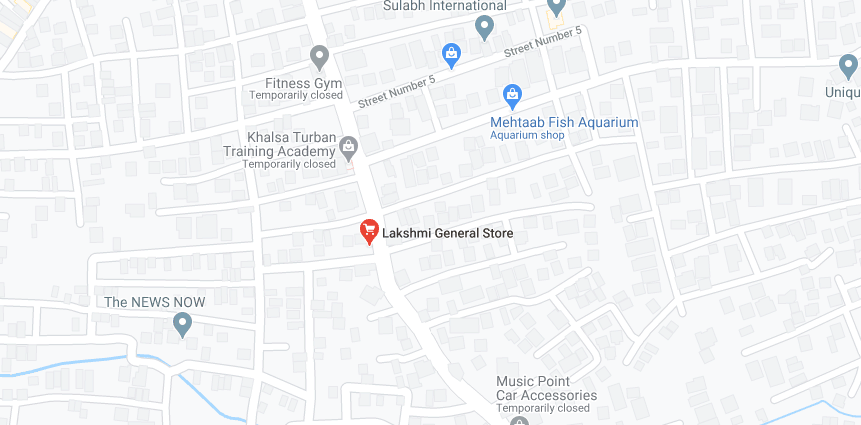 Sulabh International
Street Number 5
Fitness Gym
Temporarily closed
Street Number 5
Uniqu
Mehtaab Fish Aquarium
Aquarium shop
Khalsa Turban
Training Academy
Temporarily closed
Lakshmi General Store
The NEWS NOW
Music Point
Car Accessories
Temporarily closed